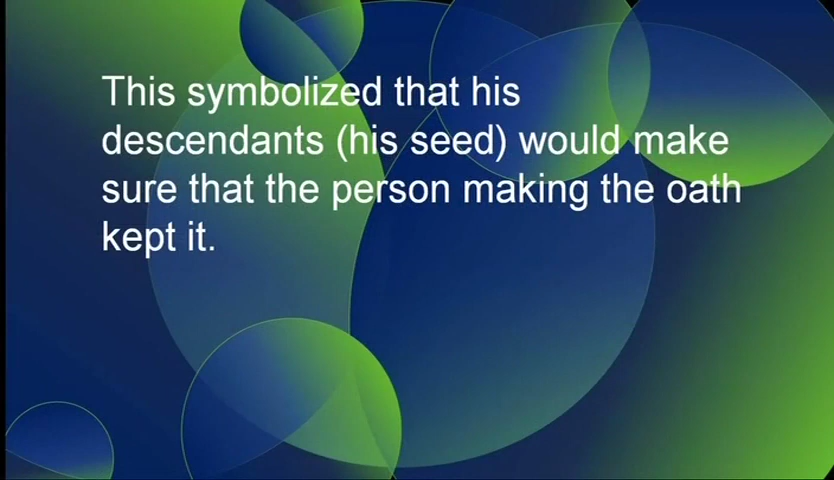 This symbolized that his
descendants (his seed) would make
sure that the person making the oath
kept it.